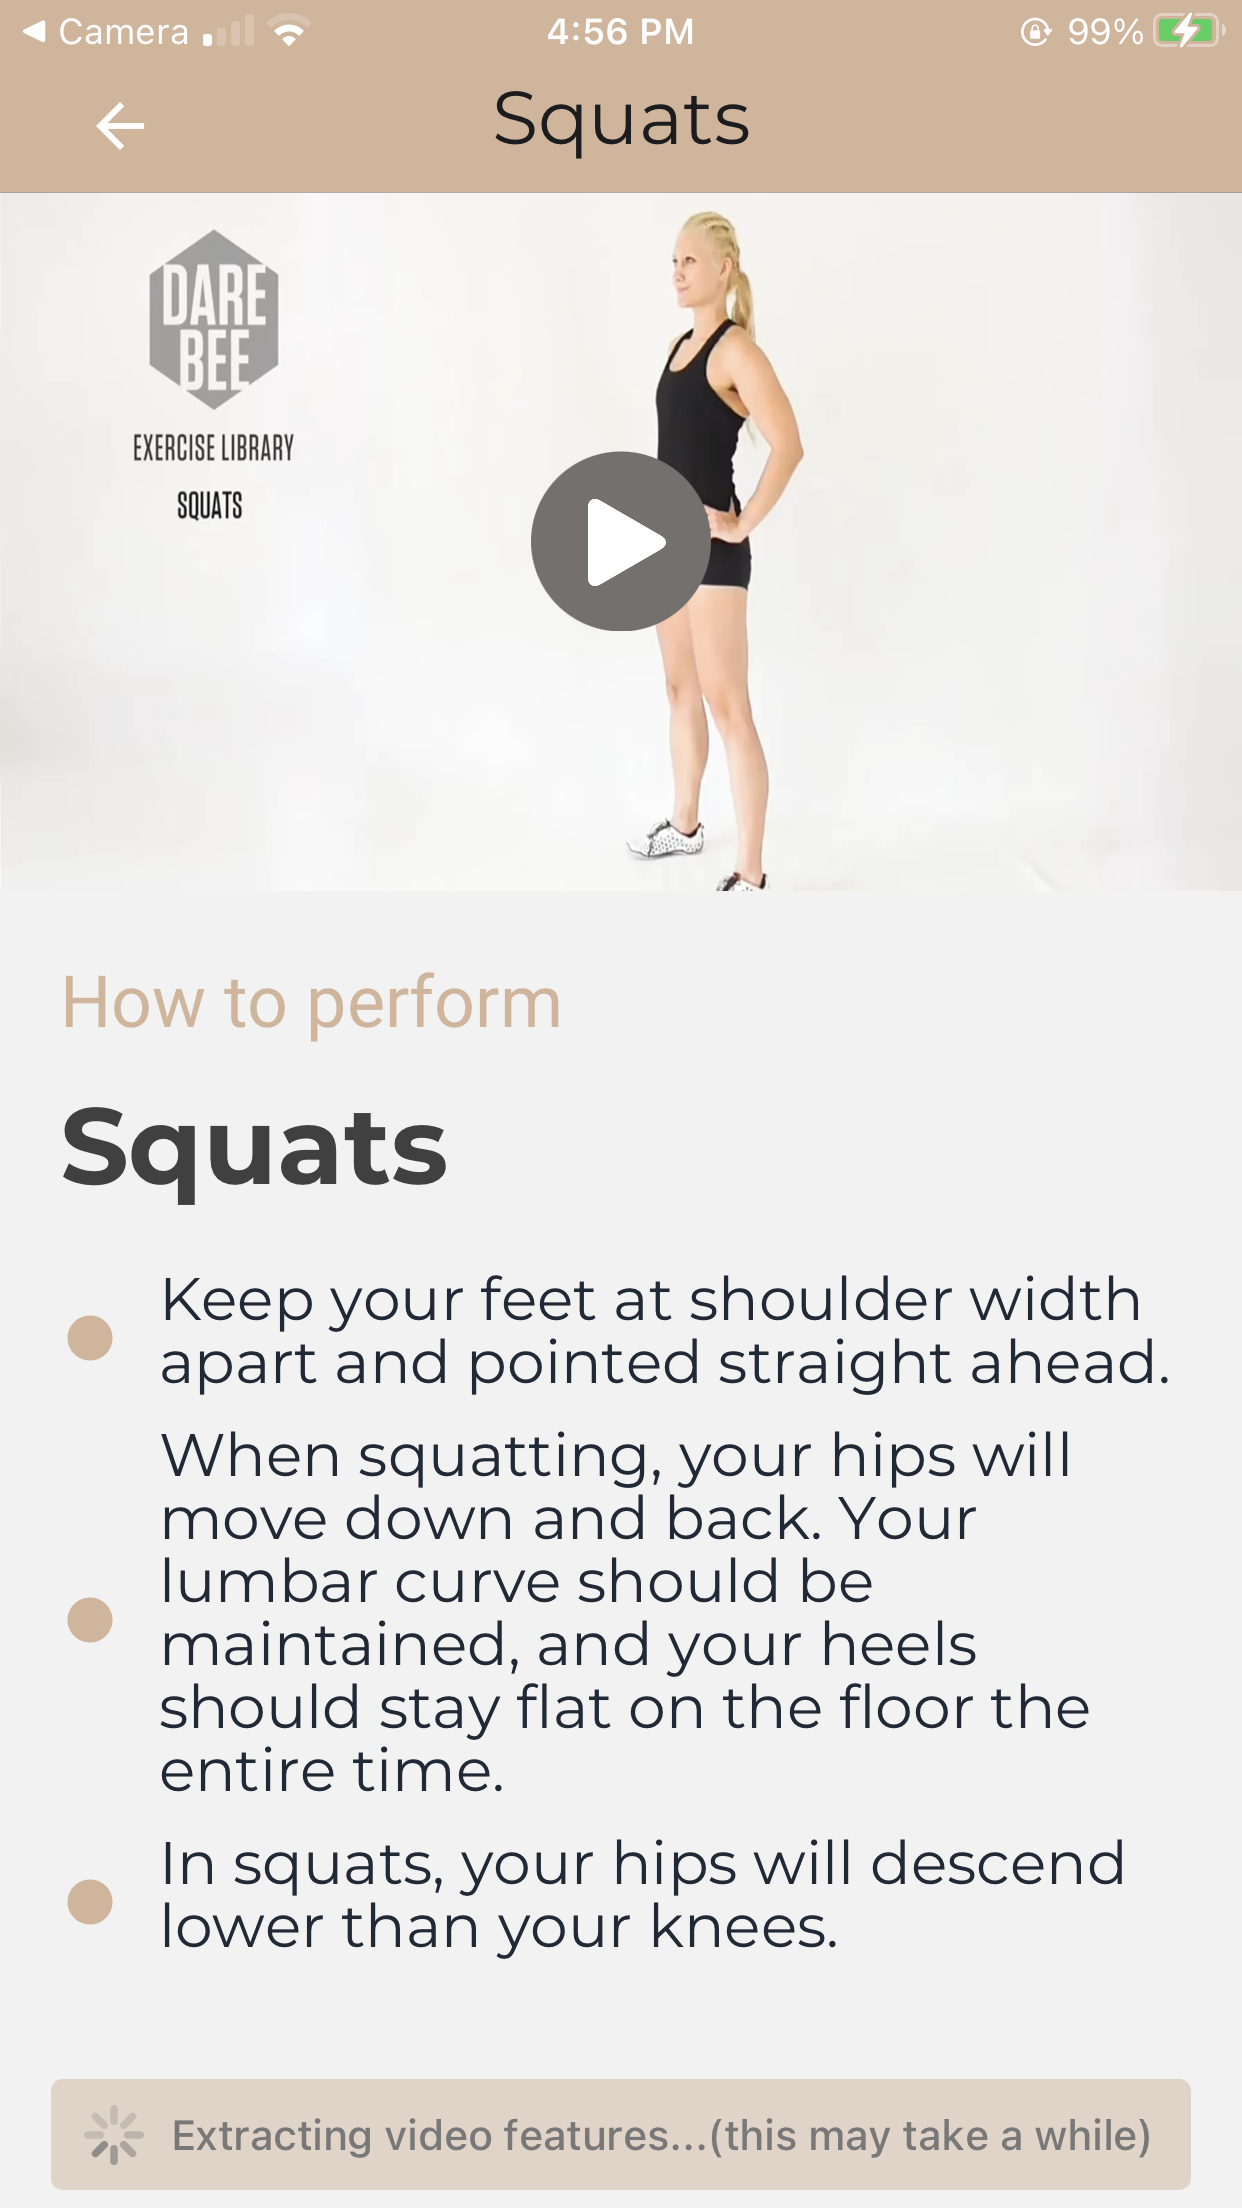 Camera
4:56 PM
99%
Squats
DARE
BEE
EXERCISE LIBRARY
SQUATS
How to perform
Squats
Keep your feet at shoulder width
apart and pointed straight ahead.
When squatting, your hips will
move down and back. Your
lumbar curve should be
maintained, and your heels
should stay flat on the floor the
entire time.
In squats, your hips will descend
lower than your knees.
Extracting video features...(this may take a while)